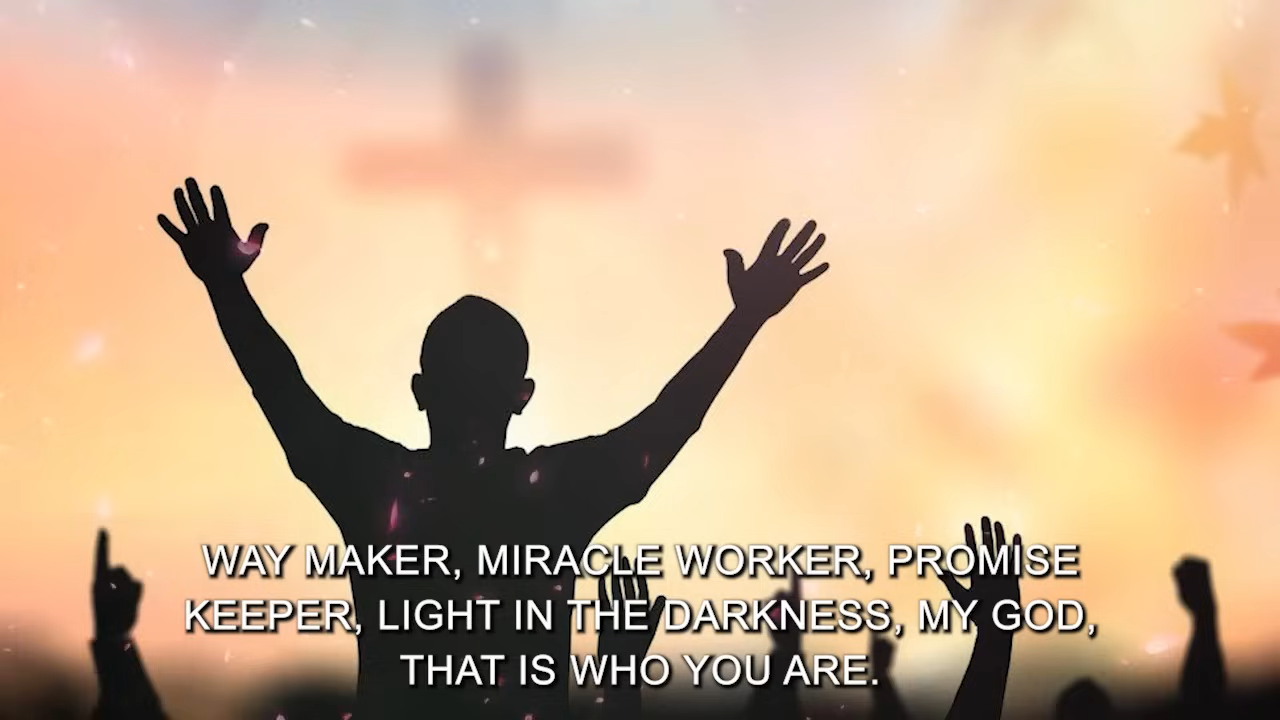 WAY MAKER, MIRACLE WORKER, PROMISE
KEEPER, LIGHT IN THE DARKNESS, MY GOD,
THAT IS WHO YOU ARE.